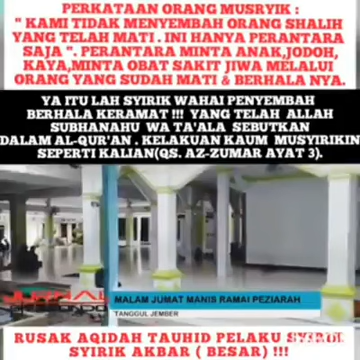 PERKATAAN ORANG MUSRYIK :
" KAMI TIDAK MENYEMBAH ORANG SHALIH
YANG TELAH MATI . INI HANYA PERANTARA
SAJA ". PERANTARA MINTA ANAK,JODOH,
KAYA,MINTA OBAT SAKIT JIWA MELALUI
ORANG YANG SUDAH MATI & BERHALA NYA.
YA ITU LAH SYIRIK WAHAI PENYEMBAH
BERHALA KERAMAT !!! YANG TELAH ALLAH
SUBHANAHU WA TA'ALA SEBUTKAN
DALAM AL-QUR'AN . KELAKUAN KAUM MUSYIRIKIN
SEPERTI KALIAN(QS. AZ-ZUMAR AYAT 3).
MALAM JUMAT MANIS RAMAI PEZIARAH
TANGGUL JEMBER
RUSAK AQIDAH TAUHID PELAKU SYIRIK
SYIRIK AKBAR ( BESAR ) !!!